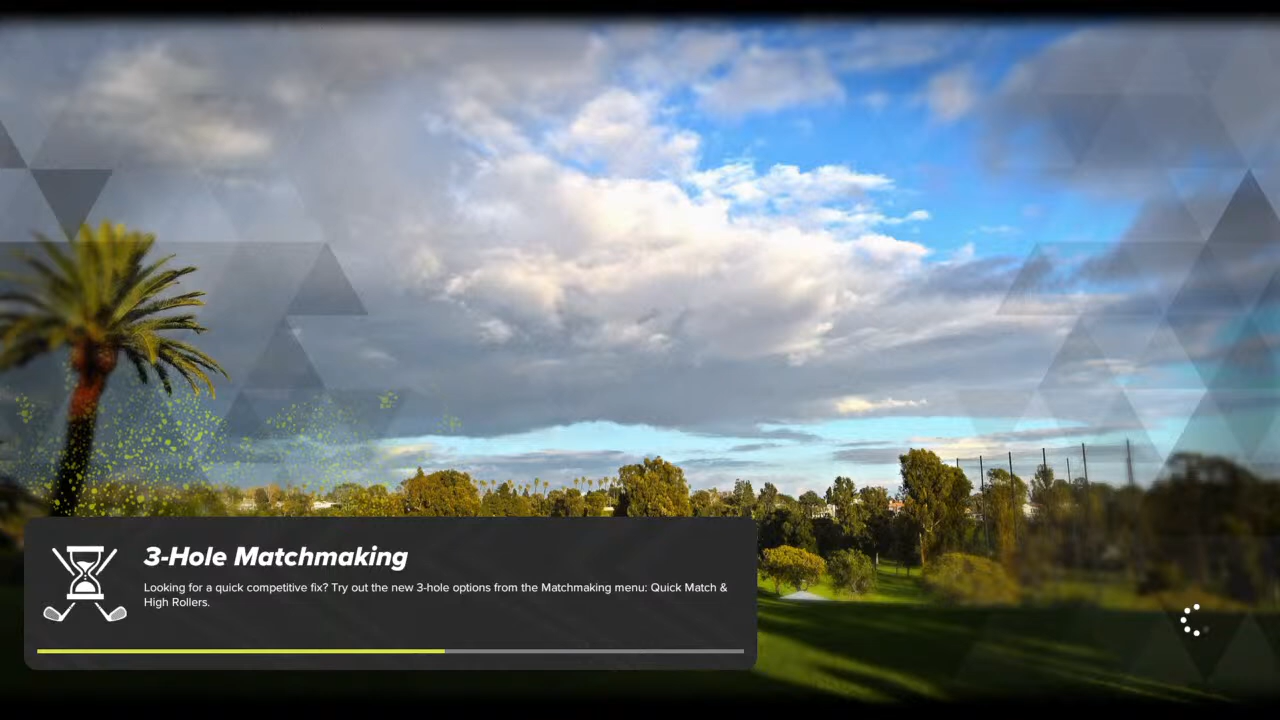 3-Hole Matchmaking
Looking for a quick competitive fix? Try out the new 3-hole options from the Matchmaking menu: Quick Match &
High Rollers.